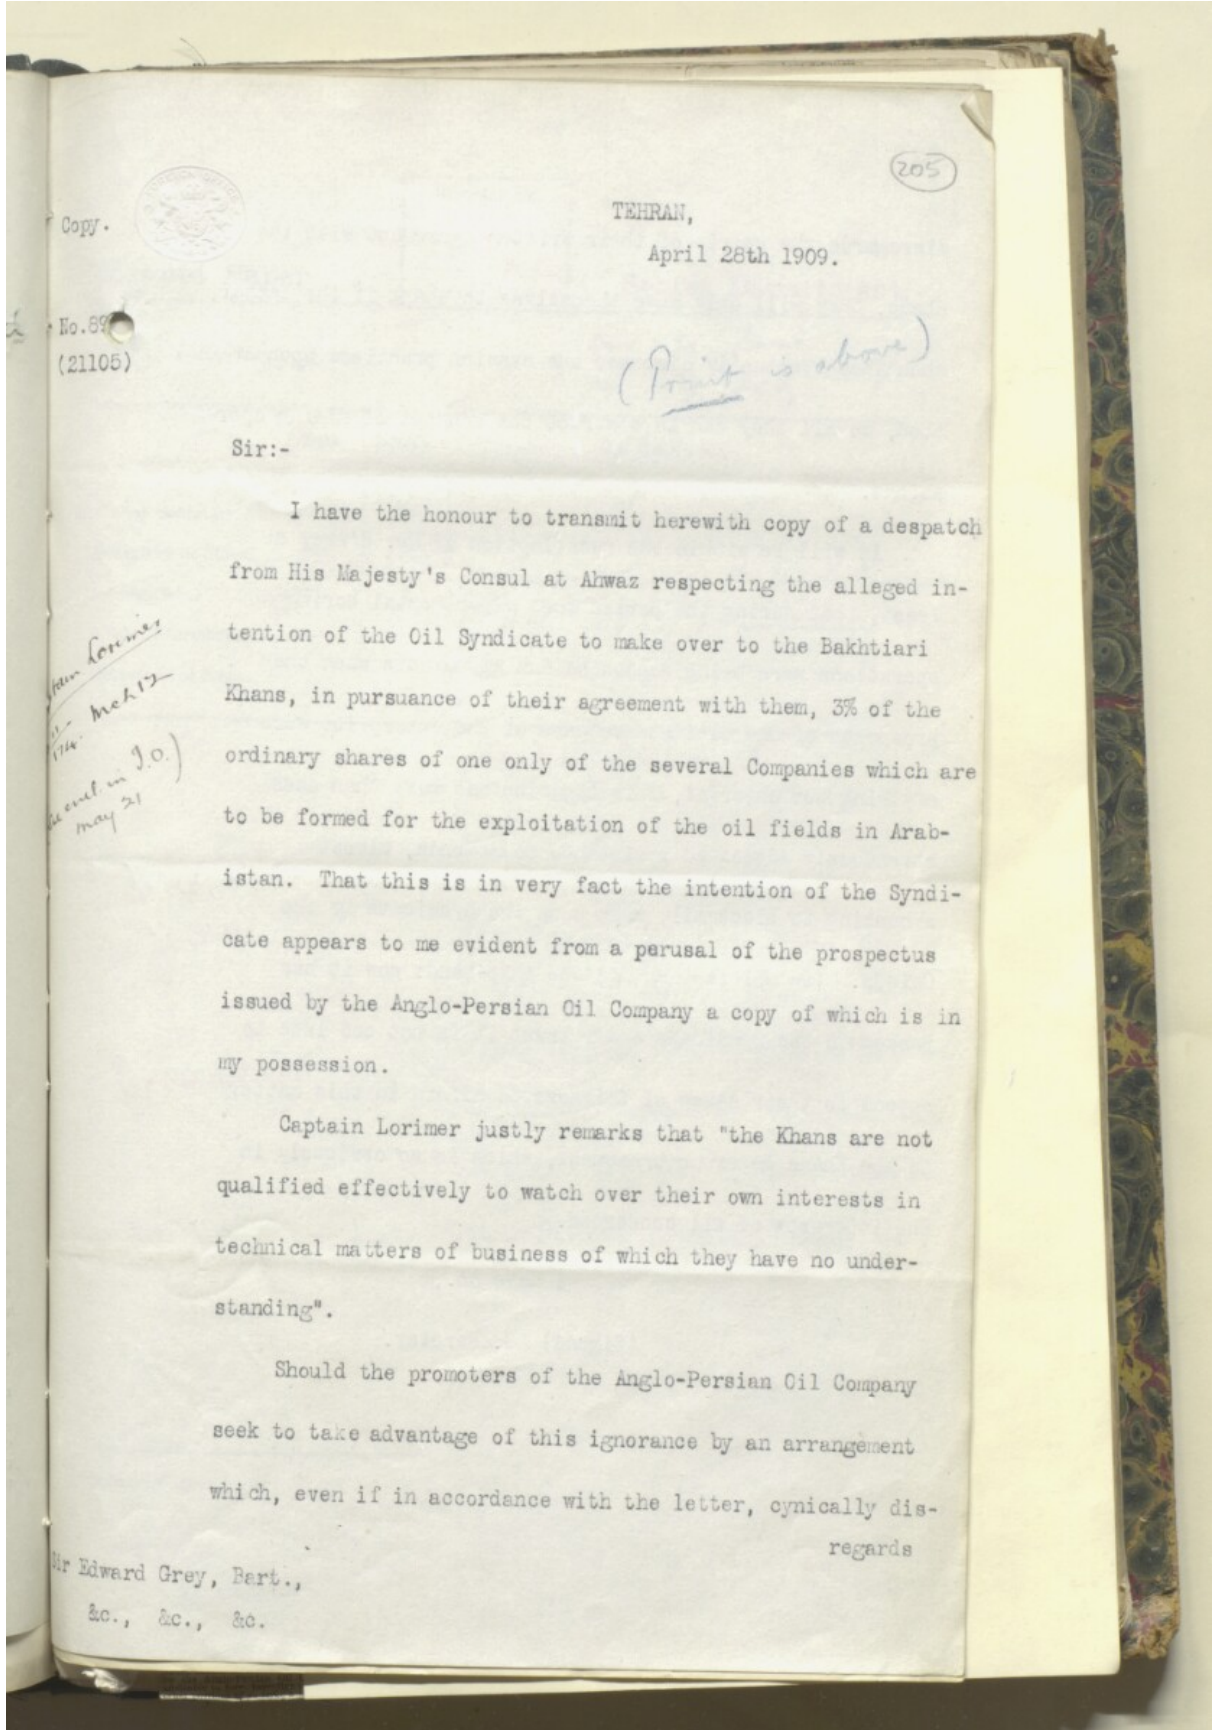 205
Copy.
TEHRAN,
April 28th 1909.
No.89
(21105)
(Print is above)
Sir:-
I have the honour to transmit herewith copy of a despatch
from His Majesty's Consul at Ahwaz respecting the alleged in-
tention of the Oil Syndicate to make over to the Bakhtiari
Khans, in pursuance of their agreement with them, 3% of the
ordinary shares of one only of the several Companies which are
to be formed for the exploitation of the oil fields in Arab-
istan. That this is in very fact the intention of the Syndi-
cate appears to me evident from a perusal of the prospectus
issued by the Anglo-Persian Oil Company a copy of which is in
my possession.
Captain Lorimer justly remarks that "the Khans are not
qualified effectively to watch over their own interests in
technical matters of business of which they have no under-
standing".
Should the promoters of the Anglo-Persian Oil Company
seek to take advantage of this ignorance by an arrangement
which, even if in accordance with the letter, cynically dis-
regards
Lorimer
Mch 12
encl. in I.O.)
May 21
Sir Edward Grey, Bart.,
&c., &c., &c.